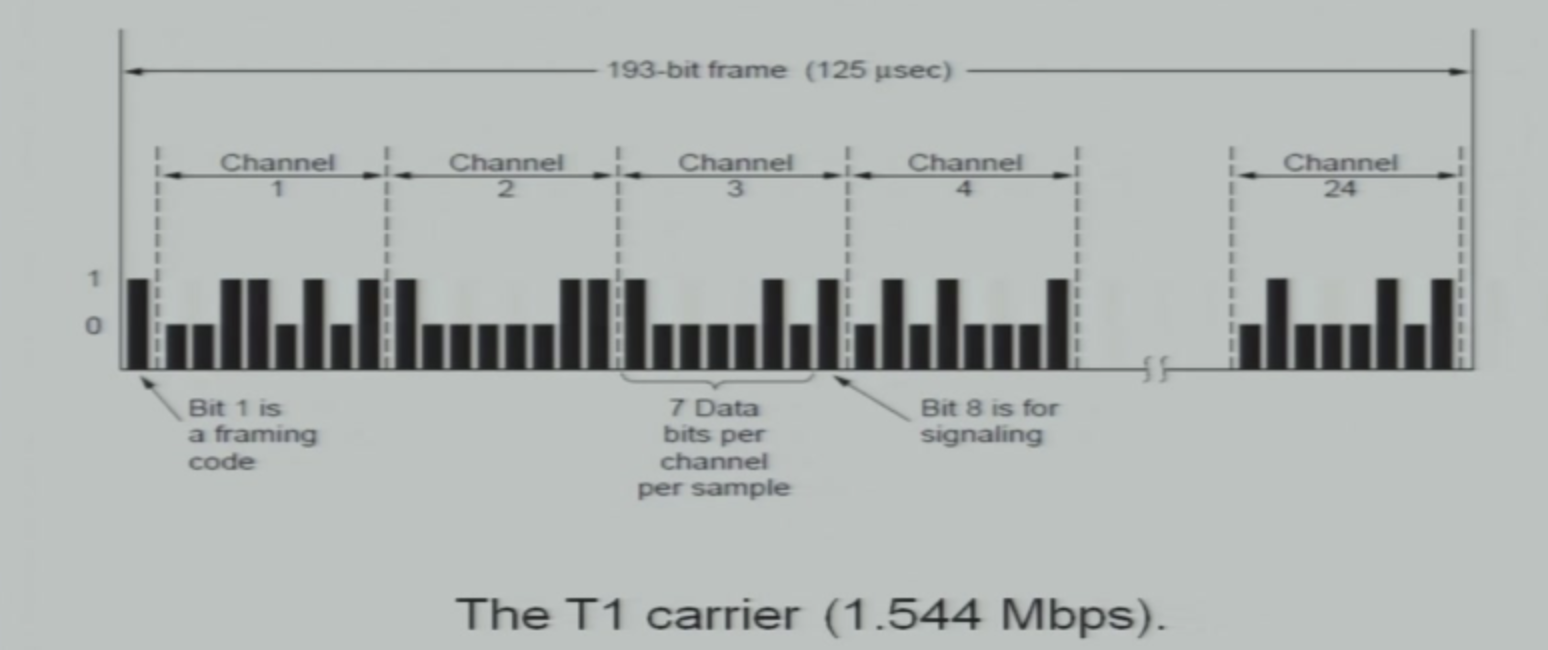 193-bit frame (125 μsec)
Channel
1
Channel
2
Channel
3
Channel
4
Channel
24
1
0
Bit 1 is
a framing
code
7 Data
bits per
channel
per sample
Bit 8 is for
signaling
The T1 carrier (1.544 Mbps).